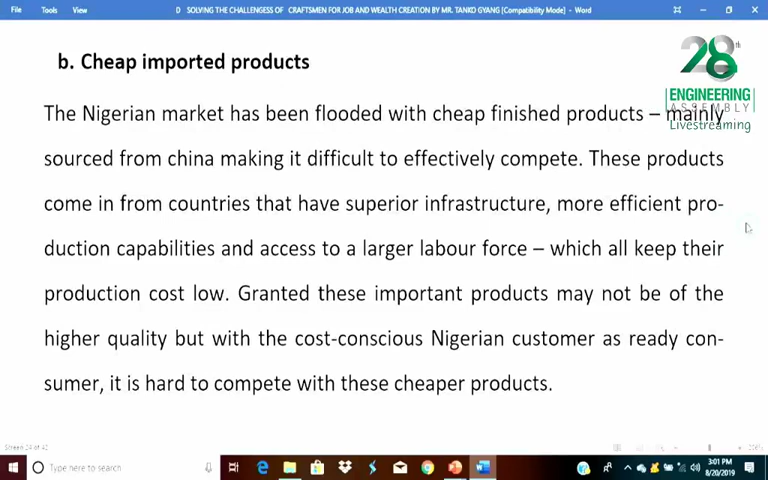 File Tools View D SOLVING THE CHALLENGESS OF CRAFTSMEN FOR JOB AND WEALTH CREATION BY MR. TANKO GYANG [Compatibility Mode] - Word
28th
ENGINEERING
ASSEMBLY
Livestreaming
b. Cheap imported products
The Nigerian market has been flooded with cheap finished products – mainly
sourced from china making it difficult to effectively compete. These products
come in from countries that have superior infrastructure, more efficient pro-
duction capabilities and access to a larger labour force – which all keep their
production cost low. Granted these important products may not be of the
higher quality but with the cost-conscious Nigerian customer as ready con-
sumer, it is hard to compete with these cheaper products.
Screen 24 of 42
Type here to search
3:01 PM
8/20/2019